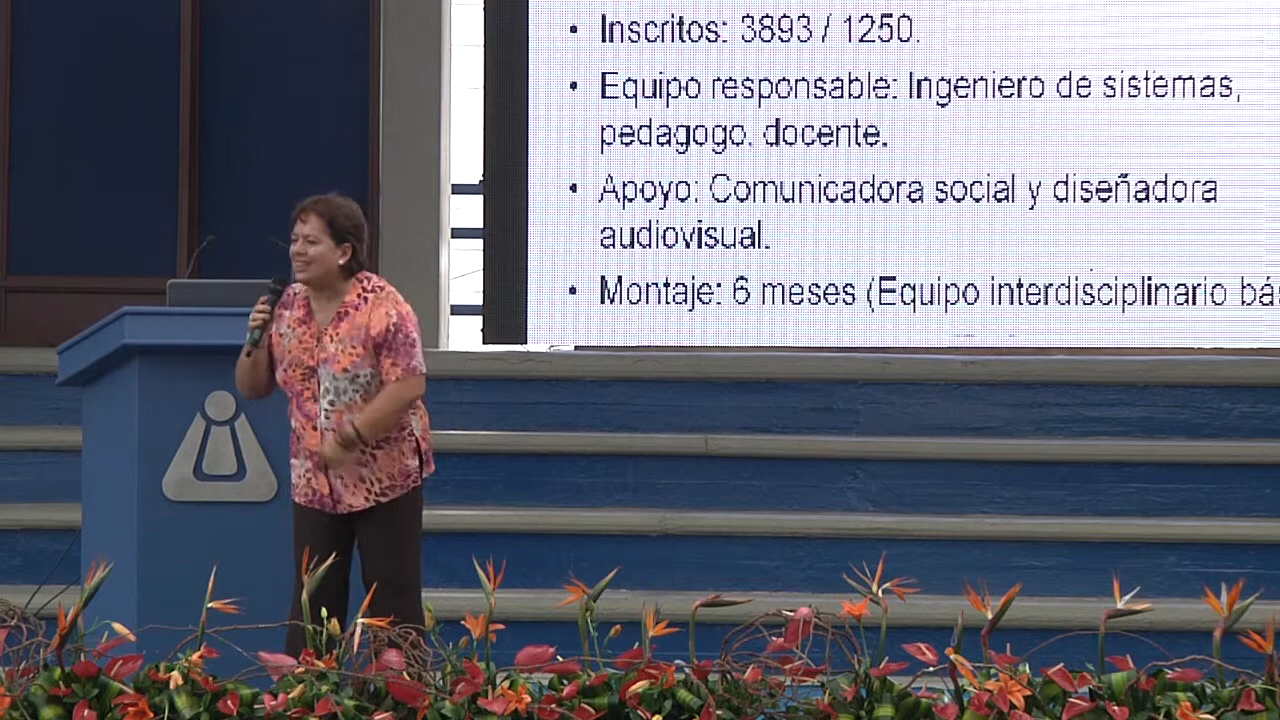 • Inscritos: 3893 / 1250.
• Equipo responsable: Ingeniero de sistemas,
pedagogo. docente.
• Apoyo: Comunicadora social y diseñadora
audiovisual.
• Montaje: 6 meses (Equipo interdisciplinario